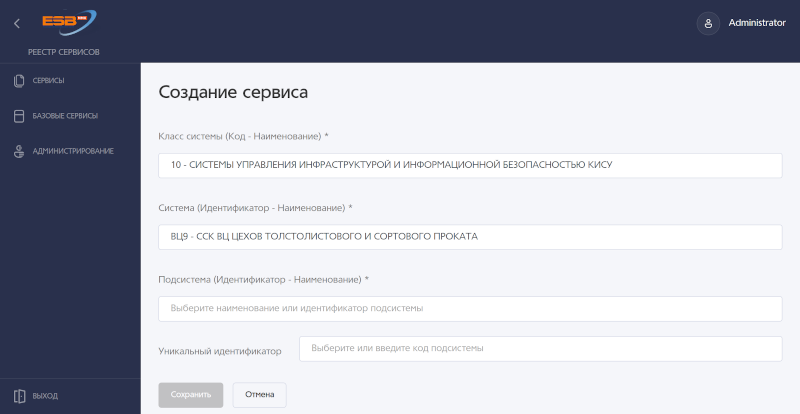 ESB
Administrator
РЕЕСТР СЕРВИСОВ
СЕРВИСЫ
БАЗОВЫЕ СЕРВИСЫ
АДМИНИСТРИРОВАНИЕ
ВЫХОД
Создание сервиса
Класс системы (Код - Наименование) *
10 - СИСТЕМЫ УПРАВЛЕНИЯ ИНФРАСТРУКТУРОЙ И ИНФОРМАЦИОННОЙ БЕЗОПАСНОСТЬЮ КИСУ
Система (Идентификатор - Наименование) *
ВЦ9 - ССК ВЦ ЦЕХОВ ТОЛСТОЛИСТОВОГО И СОРТОВОГО ПРОКАТА
Подсистема (Идентификатор - Наименование) *
Выберите наименование или идентификатор подсистемы
Уникальный идентификатор
Выберите или введите код подсистемы
Сохранить
Отмена